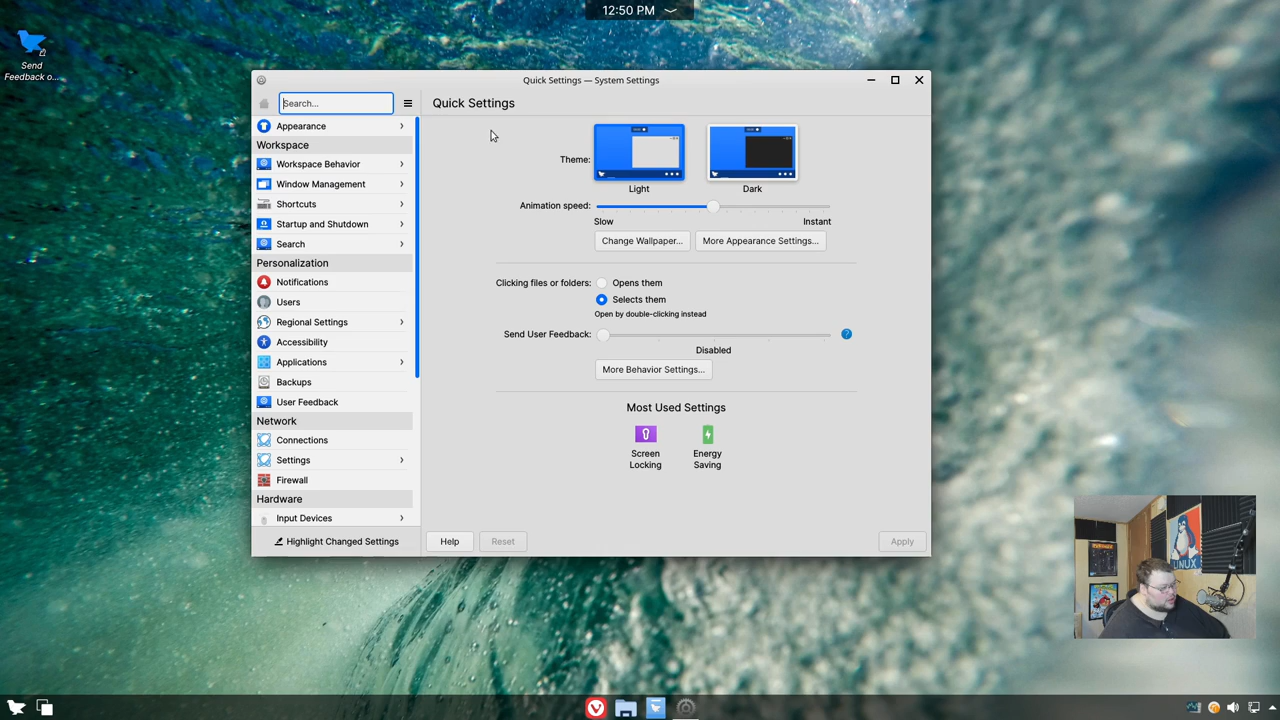 12:50 PM
Send
Feedback o...
Quick Settings — System Settings
Search...
Quick Settings
Appearance
Workspace
Workspace Behavior
Window Management
Shortcuts
Startup and Shutdown
Search
Personalization
Notifications
Users
Regional Settings
Accessibility
Applications
Backups
User Feedback
Network
Connections
Settings
Firewall
Hardware
Input Devices
Highlight Changed Settings
Theme:
Light
Dark
Animation speed:
Slow
Instant
Change Wallpaper...
More Appearance Settings...
Clicking files or folders:
Opens them
Selects them
Open by double-clicking instead
Send User Feedback:
?
Disabled
More Behavior Settings...
Most Used Settings
Screen
Locking
Energy
Saving
Help
Reset
Apply
LINUX